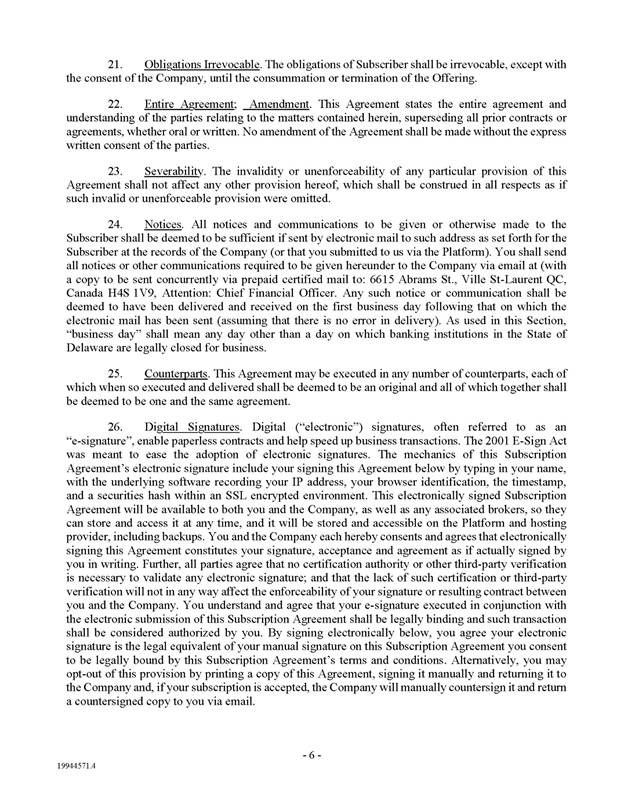 21. Obligations Irrevocable. The obligations of Subscriber shall be irrevocable, except with
the consent of the Company, until the consummation or termination of the Offering.
22. Entire Agreement; Amendment. This Agreement states the entire agreement and
understanding of the parties relating to the matters contained herein, superseding all prior contracts or
agreements, whether oral or written. No amendment of the Agreement shall be made without the express
written consent of the parties.
23. Severability. The invalidity or unenforceability of any particular provision of this
Agreement shall not affect any other provision hereof, which shall be construed in all respects as if
such invalid or unenforceable provision were omitted.
24. Notices. All notices and communications to be given or otherwise made to the
Subscriber shall be deemed to be sufficient if sent by electronic mail to such address as set forth for the
Subscriber at the records of the Company (or that you submitted to us via the Platform). You shall send
all notices or other communications required to be given hereunder to the Company via email at (with
a copy to be sent concurrently via prepaid certified mail to: 6615 Abrams St., Ville St-Laurent QC,
Canada H4S 1V9, Attention: Chief Financial Officer. Any such notice or communication shall be
deemed to have been delivered and received on the first business day following that on which the
electronic mail has been sent (assuming that there is no error in delivery). As used in this Section,
“business day” shall mean any day other than a day on which banking institutions in the State of
Delaware are legally closed for business.
25. Counterparts. This Agreement may be executed in any number of counterparts, each of
which when so executed and delivered shall be deemed to be an original and all of which together shall
be deemed to be one and the same agreement.
26. Digital Signatures. Digital (“electronic”) signatures, often referred to as an
“e-signature”, enable paperless contracts and help speed up business transactions. The 2001 E-Sign Act
was meant to ease the adoption of electronic signatures. The mechanics of this Subscription
Agreement’s electronic signature include your signing this Agreement below by typing in your name,
with the underlying software recording your IP address, your browser identification, the timestamp,
and a securities hash within an SSL encrypted environment. This electronically signed Subscription
Agreement will be available to both you and the Company, as well as any associated brokers, so they
can store and access it at any time, and it will be stored and accessible on the Platform and hosting
provider, including backups. You and the Company each hereby consents and agrees that electronically
signing this Agreement constitutes your signature, acceptance and agreement as if actually signed by
you in writing. Further, all parties agree that no certification authority or other third-party verification
is necessary to validate any electronic signature; and that the lack of such certification or third-party
verification will not in any way affect the enforceability of your signature or resulting contract between
you and the Company. You understand and agree that your e-signature executed in conjunction with
the electronic submission of this Subscription Agreement shall be legally binding and such transaction
shall be considered authorized by you. By signing electronically below, you agree your electronic
signature is the legal equivalent of your manual signature on this Subscription Agreement you consent
to be legally bound by this Subscription Agreement’s terms and conditions. Alternatively, you may
opt-out of this provision by printing a copy of this Agreement, signing it manually and returning it to
the Company and, if your subscription is accepted, the Company will manually countersign it and return
a countersigned copy to you via email.
- 6 -
19944571.4